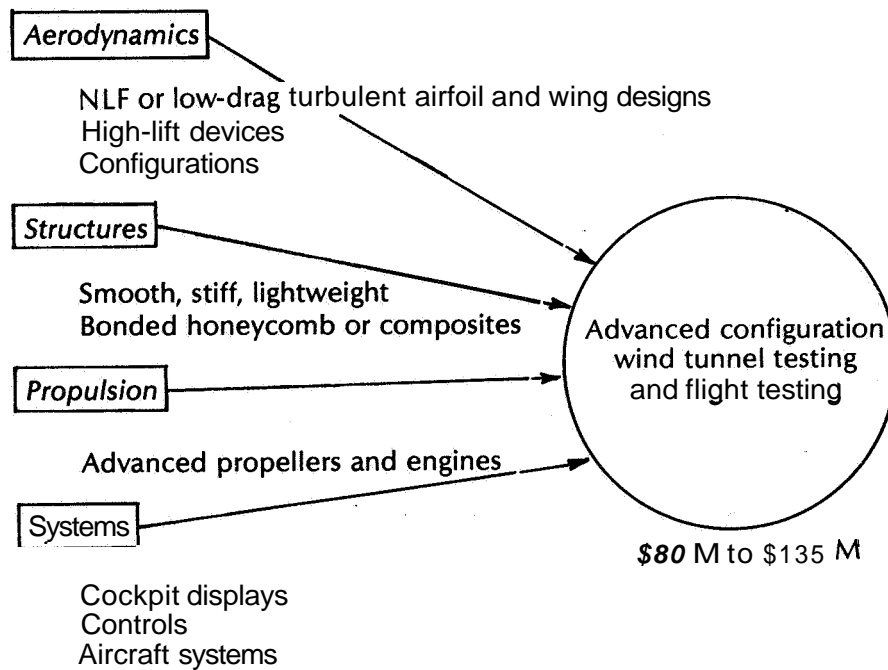 Aerodynamics
NLF or low-drag turbulent airfoil and wing designs
High-lift devices
Configurations
Structures
Smooth, stiff, lightweight
Bonded honeycomb or composites
Propulsion
Advanced propellers and engines
Systems
Cockpit displays
Controls
Aircraft systems
Advanced configuration
wind tunnel testing
and flight testing
$80 M to $135 M